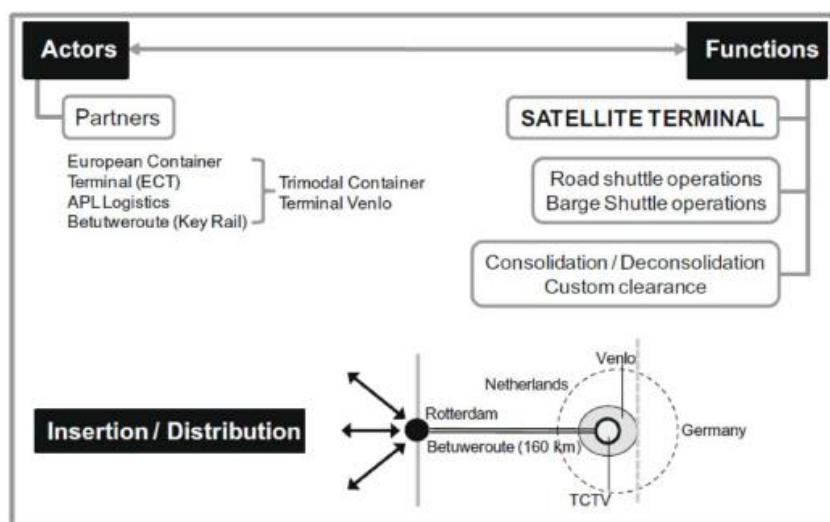 Actors
Functions
Partners
SATELLITE TERMINAL
European Container
Terminal (ECT)
APL Logistics
Betutweroute (Key Rail)
Trimodal Container
Terminal Venlo
Road shuttle operations
Barge Shuttle operations
Consolidation / Deconsolidation
Custom clearance
Insertion / Distribution
Venlo
Netherlands
Rotterdam
Betuweroute (160 km)
Germany
TCTV